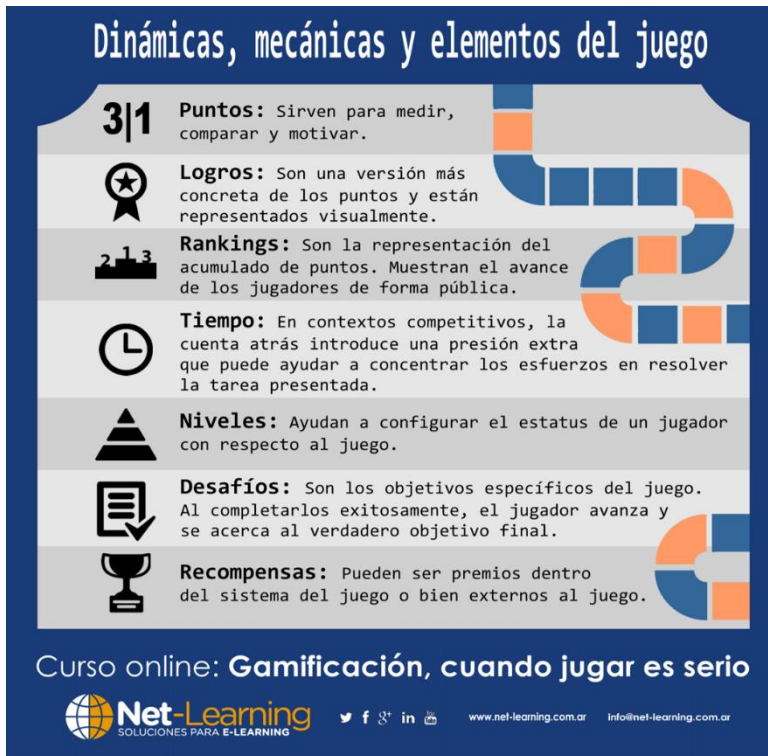 Dinámicas, mecánicas y elementos del juego
3|1
Puntos: Sirven para medir,
comparar y motivar.
Logros: Son una versión más
concreta de los puntos y están
representados visualmente.
2 1 3
Rankings: Son la representación del
acumulado de puntos. Muestran el avance
de los jugadores de forma pública.
Tiempo: En contextos competitivos, la
cuenta atrás introduce una presión extra
que puede ayudar a concentrar los esfuerzos en resolver
la tarea presentada.
Niveles: Ayudan a configurar el estatus de un jugador
con respecto al juego.
Desafíos: Son los objetivos específicos del juego.
Al completarlos exitosamente, el jugador avanza y
se acerca al verdadero objetivo final.
Recompensas: Pueden ser premios dentro
del sistema del juego o bien externos al juego.
Curso online: Gamificación, cuando jugar es serio
Net-Learning
SOLUCIONES PARA E-LEARNING
www.net-learning.com.ar info@net-learning.com.ar